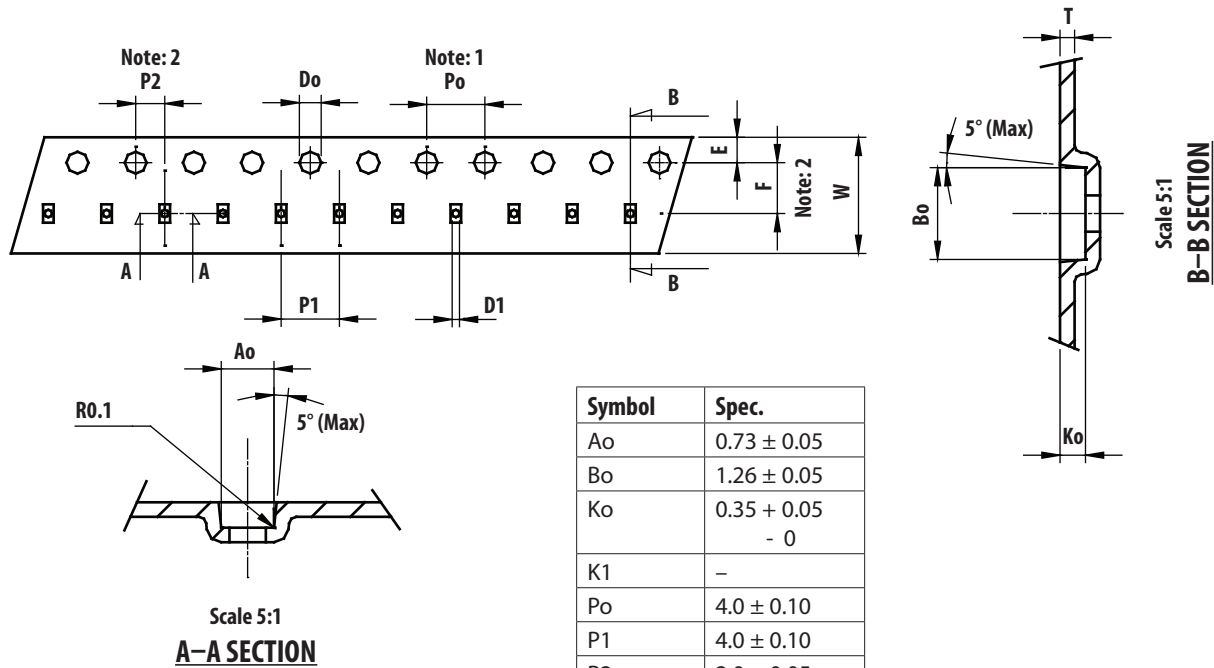 Note: 2
P2
Do
Note: 1
Po
B
E
F
Note: 2
W
A
A
P1
D1
B
T
5° (Max)
Bo
Ko
Scale 5:1
B–B SECTION
Ao
R0.1
5° (Max)
Scale 5:1
A–A SECTION
Symbol Spec.
Ao 0.73 ± 0.05
Bo 1.26 ± 0.05
Ko 0.35 + 0.05
- 0
K1 –
Po 4.0 ± 0.10
P1 4.0 ± 0.10